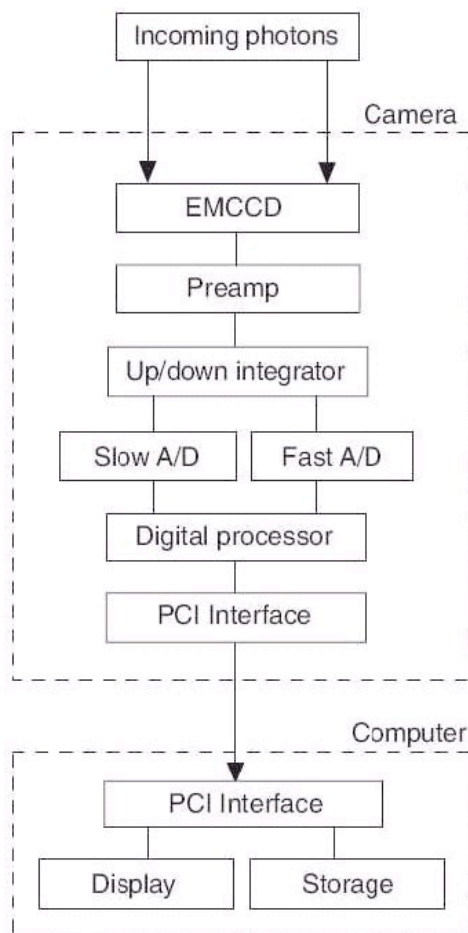 Incoming photons
Camera
EMCCD
Preamp
Up/down integrator
Slow A/D
Fast A/D
Digital processor
PCI Interface
Computer
PCI Interface
Display
Storage